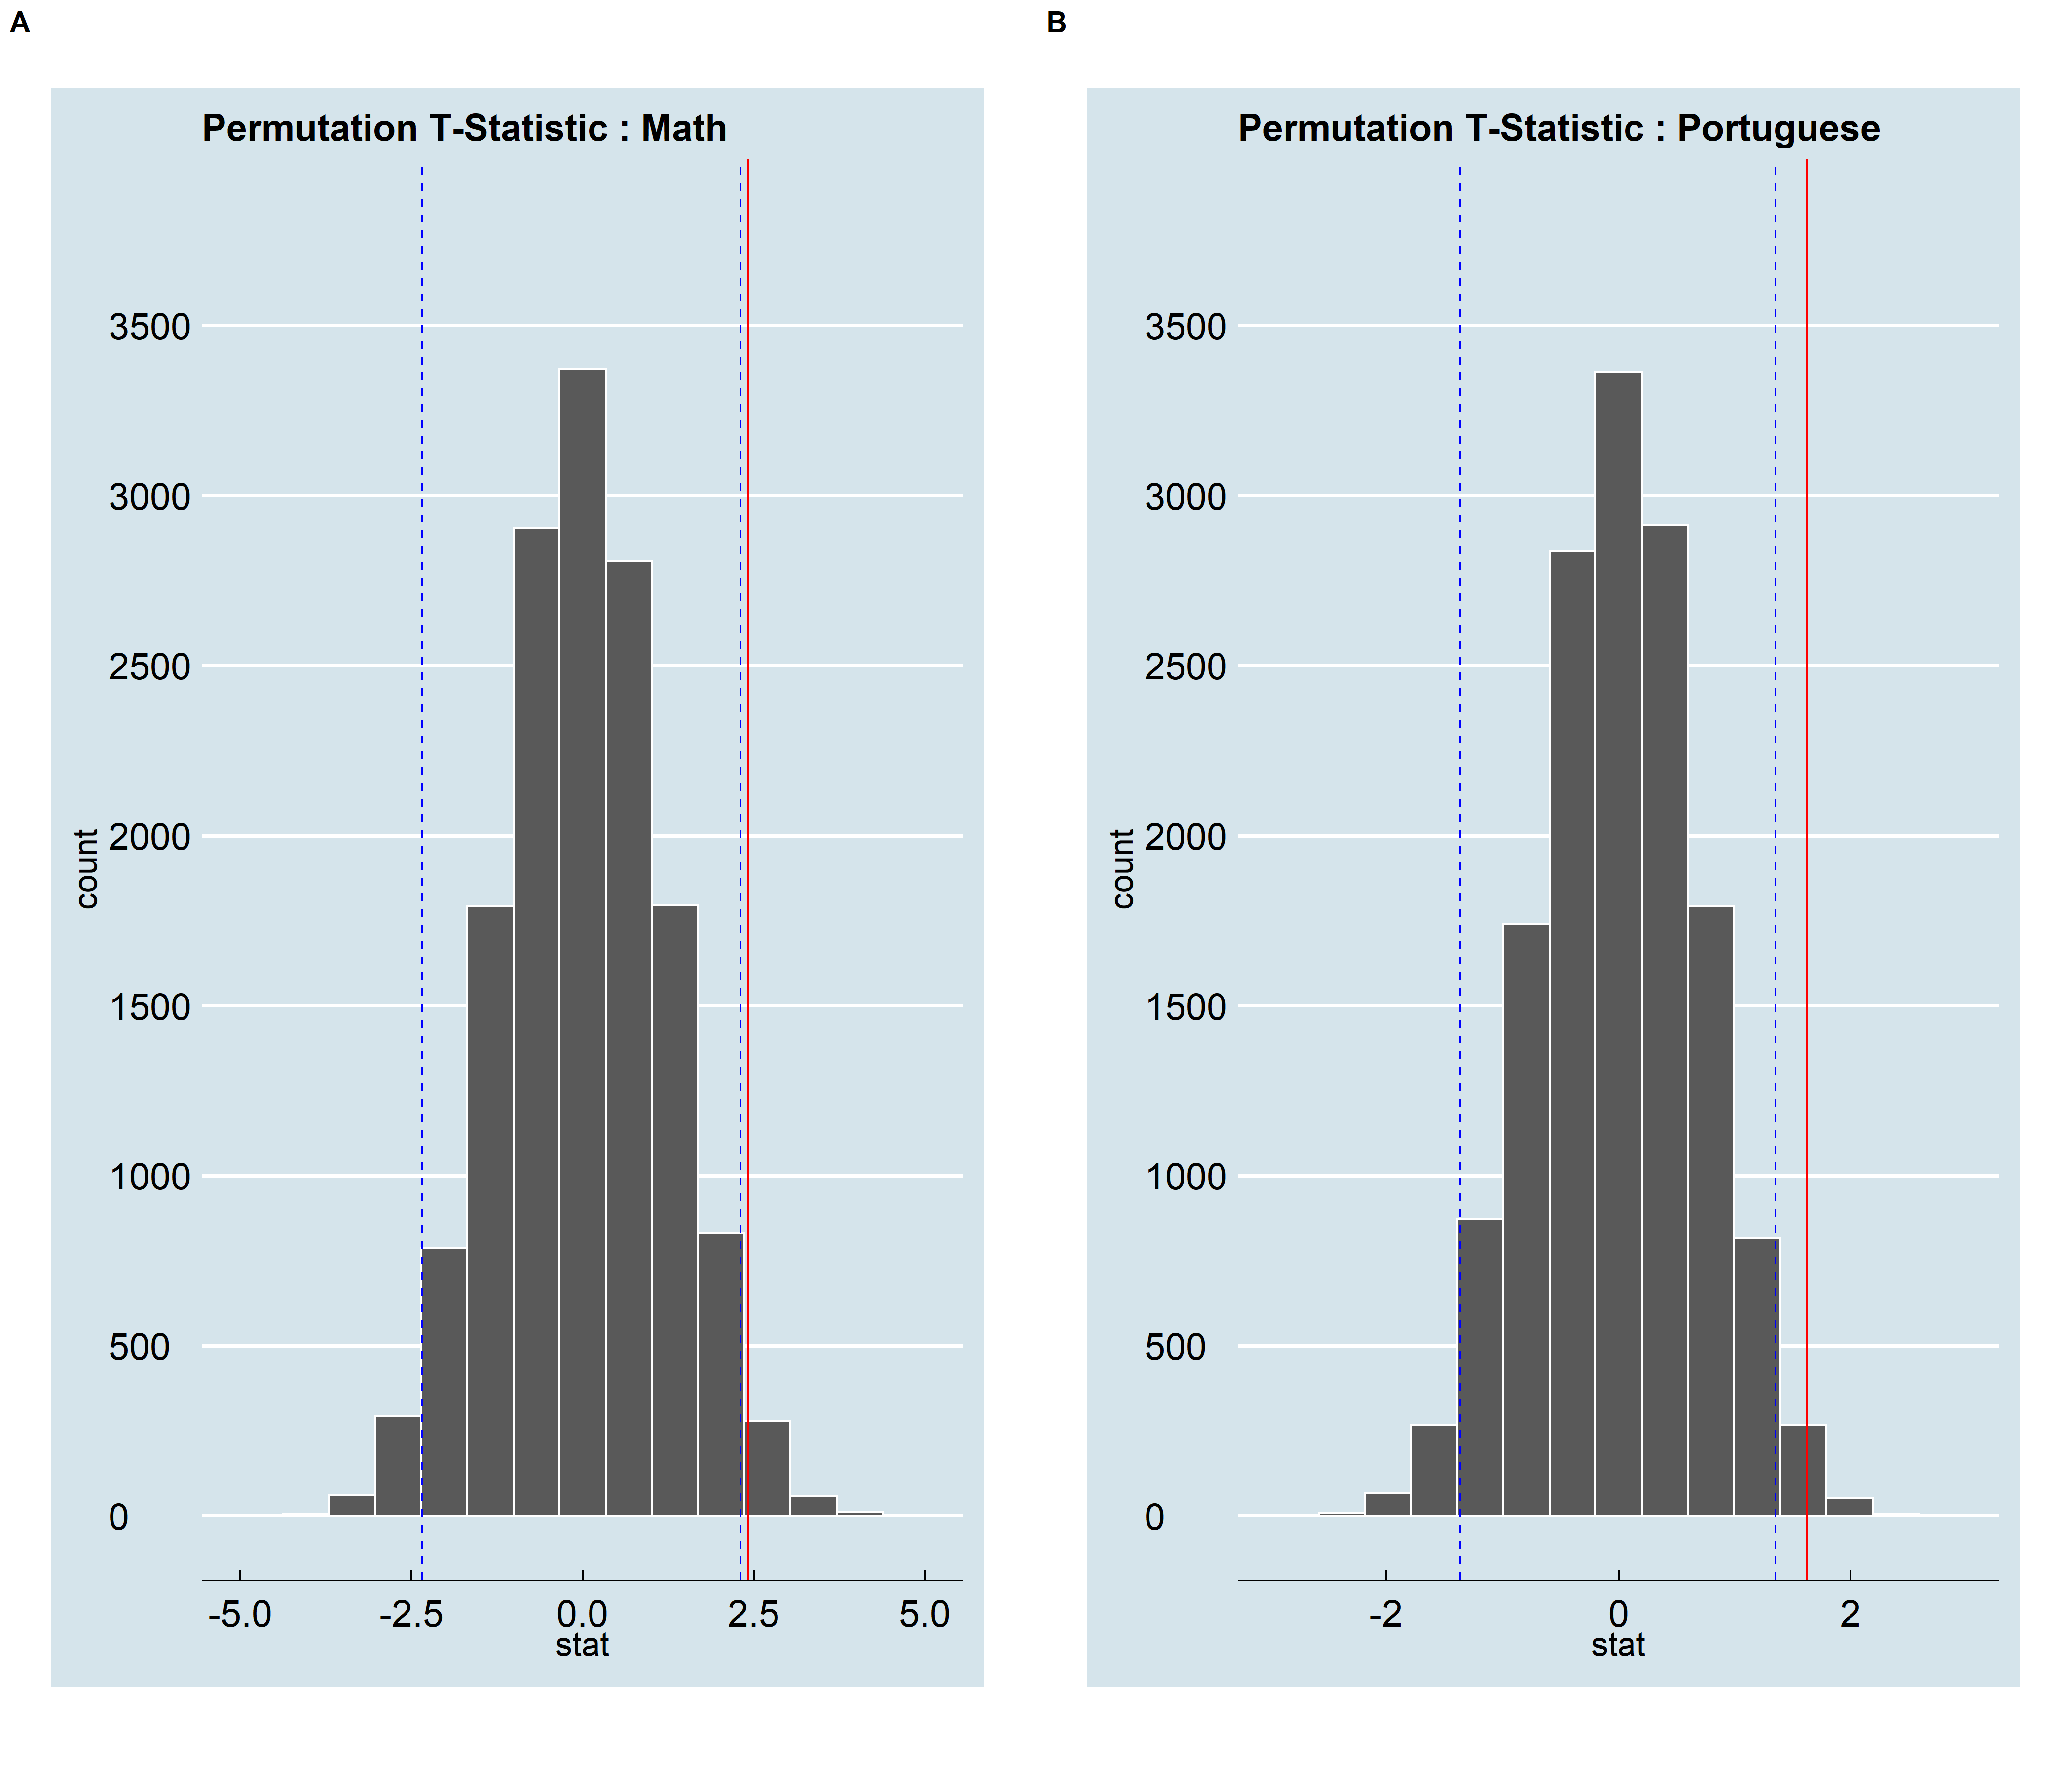 A
Permutation T-Statistic : Math
3500
3000
2500
2000
1500
1000
500
0
count
-5.0 -2.5 0.0 2.5 5.0
stat
B
Permutation T-Statistic : Portuguese
3500
3000
2500
2000
1500
1000
500
0
count
-2 0 2
stat